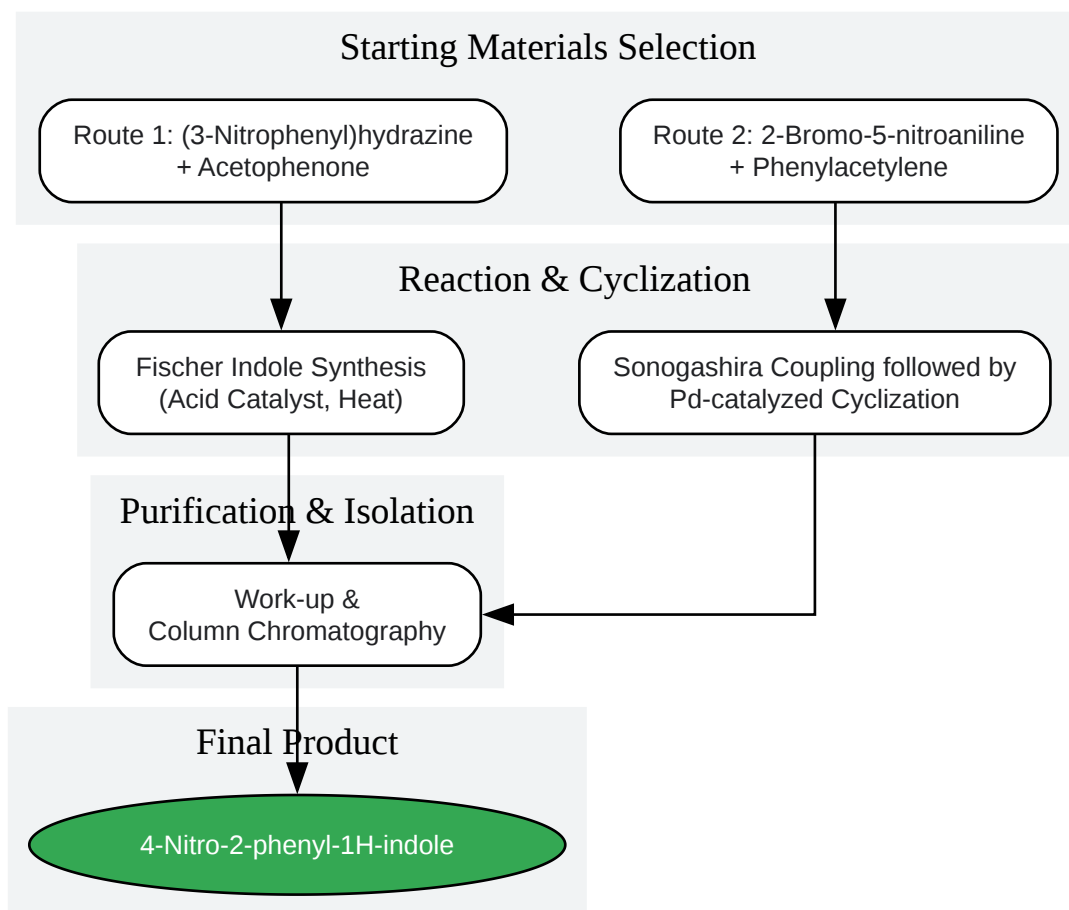 Starting Materials Selection
Route 1: (3-Nitrophenyl)hydrazine
+ Acetophenone
Route 2: 2-Bromo-5-nitroaniline
+ Phenylacetylene
Reaction & Cyclization
Fischer Indole Synthesis
(Acid Catalyst, Heat)
Sonogashira Coupling followed by
Pd-catalyzed Cyclization
Purification & Isolation
Work-up &
Column Chromatography
Final Product
4-Nitro-2-phenyl-1H-indole